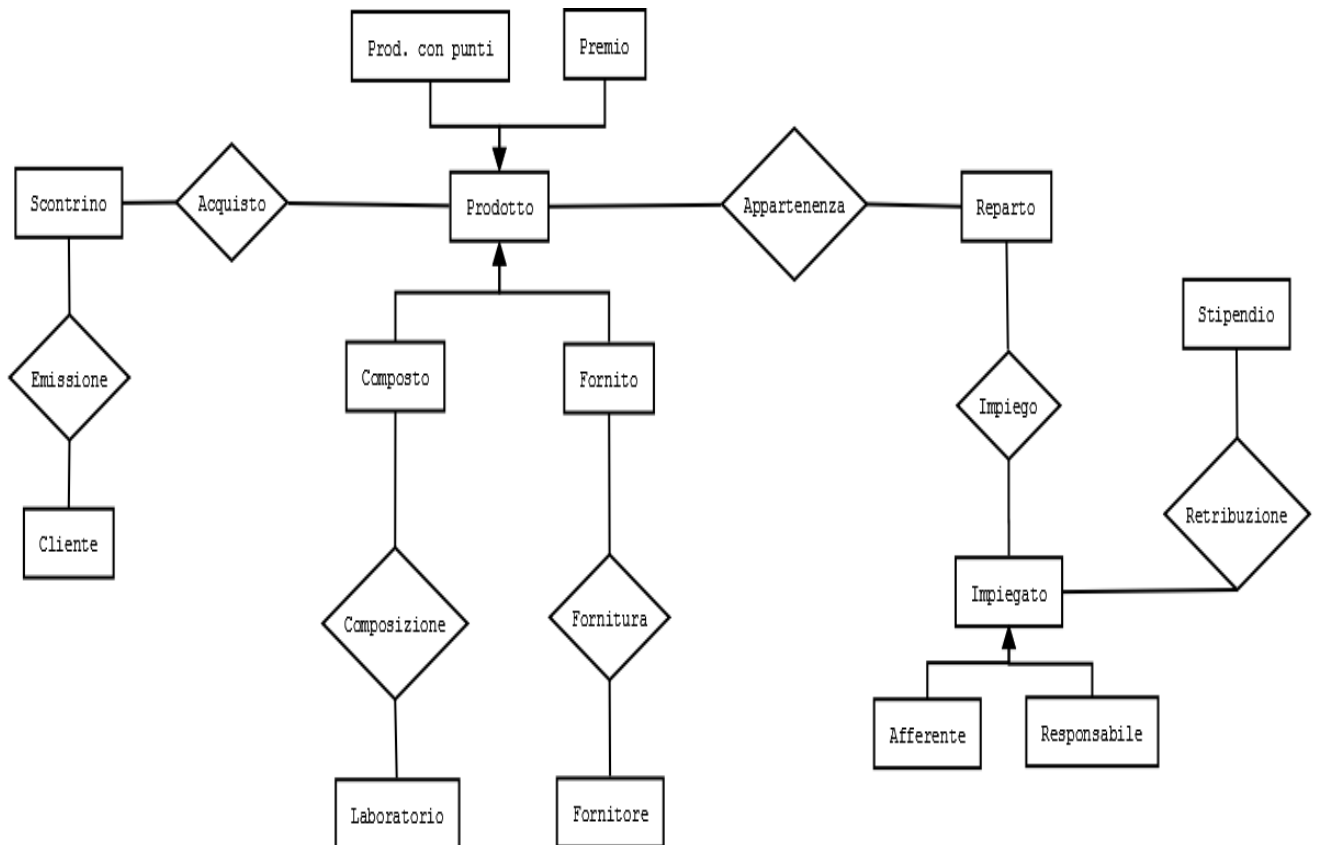 Prod. con punti
Premio
Scontrino
Acquisto
Prodotto
Appartenenza
Reparto
Stipendio
Emissione
Composto
Fornito
Impiego
Retribuzione
Cliente
Impiegato
Composizione
Fornitura
Afferente
Responsabile
Laboratorio
Fornitore